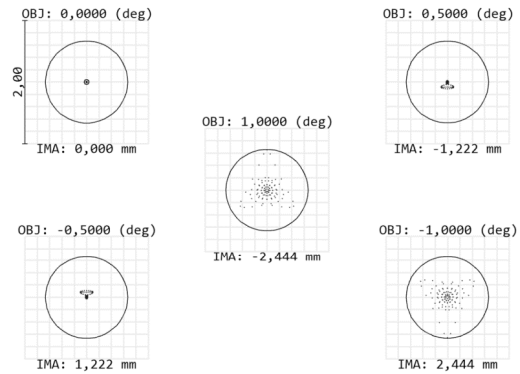 OBJ: 0,0000 (deg)
2,00
IMA: 0,000 mm
OBJ: 0,5000 (deg)
IMA: -1,222 mm
OBJ: 1,0000 (deg)
IMA: -2,444 mm
OBJ: -0,5000 (deg)
IMA: 1,222 mm
OBJ: -1,0000 (deg)
IMA: 2,444 mm